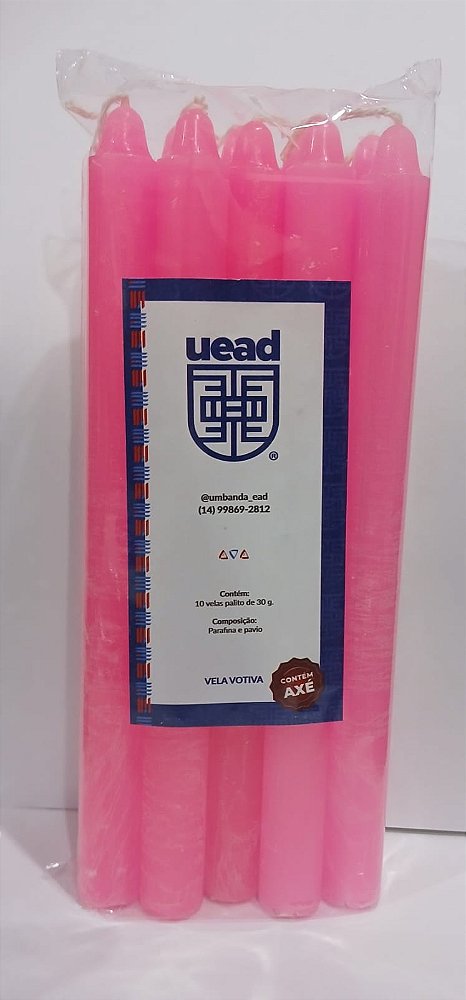 uead
®
@umbanda_ead
(14) 99869-2812
Contém:
10 velas palito de 30 g.
Composição:
Parafina e pavio
VELA VOTIVA
CONTÉM
AXÉ